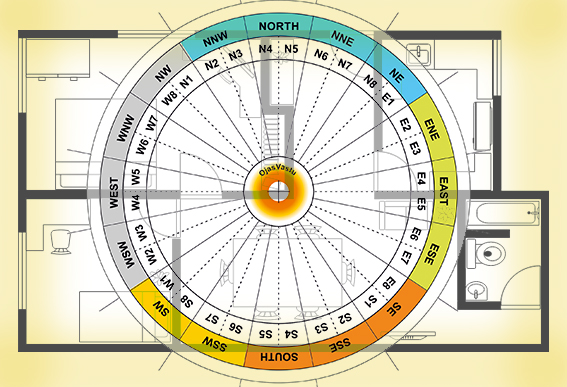 NORTH
NNE
NE
ENE
EAST
ESE
SE
SSE
SOUTH
SSW
SW
WSW
WEST
WNW
NW
NNW
N4 N5
N6 N7
N8 E1
E2 E3
E4 E5
E6 E7
E8 S1
S2 S3
S4 S5
S6 S7
S8 W1
W2 W3
W4 W5
W6 W7
W8 N1
N2 N3
OjasVastu